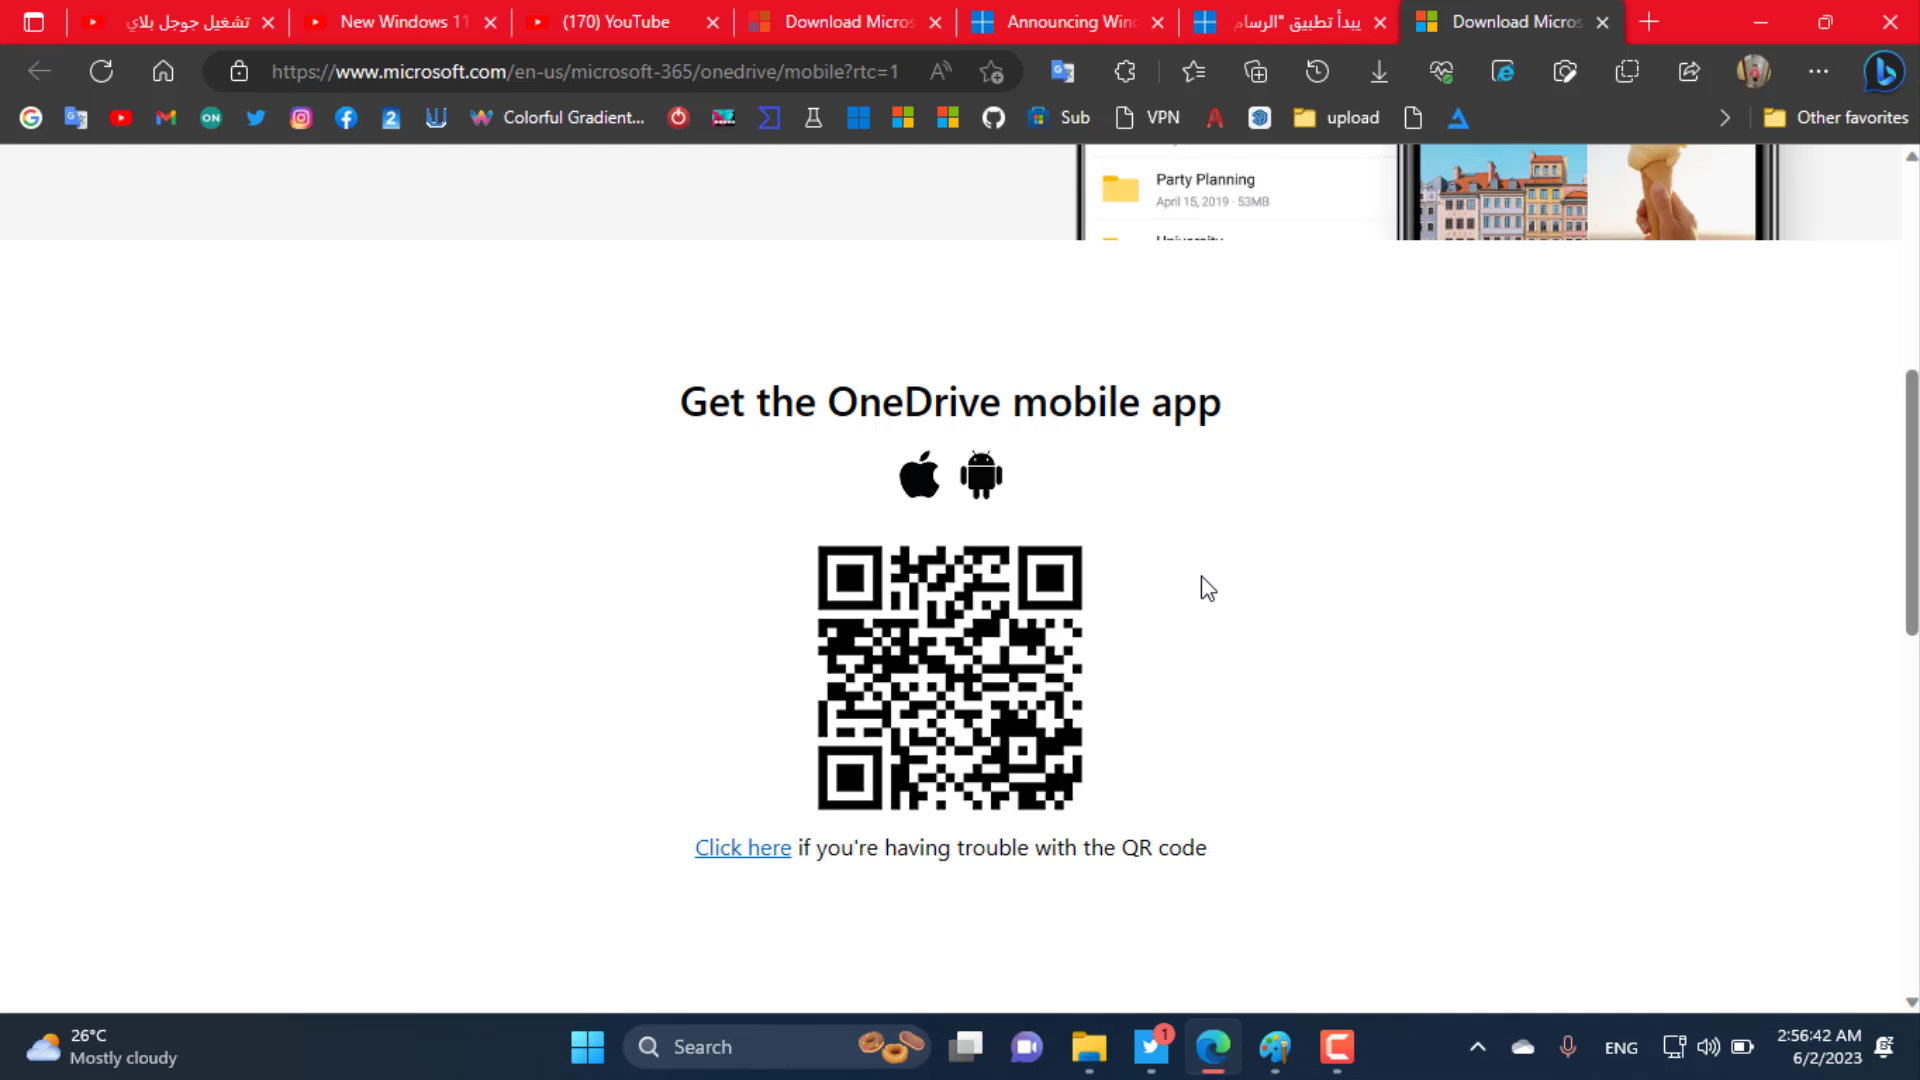 تشغيل جوجل بلاي
New Windows 11
(170) YouTube
Download Micros
Announcing Wind
يبدأ تطبيق "الرسام
Download Micros
https://www.microsoft.com/en-us/microsoft-365/onedrive/mobile?rtc=1
Colorful Gradient...
Sub
VPN
upload
Other favorites
Party Planning
April 15, 2019 · 53MB
University
Get the OneDrive mobile app
Click here if you're having trouble with the QR code
26°C
Mostly cloudy
Search
1
ENG
2:56:42 AM
6/2/2023